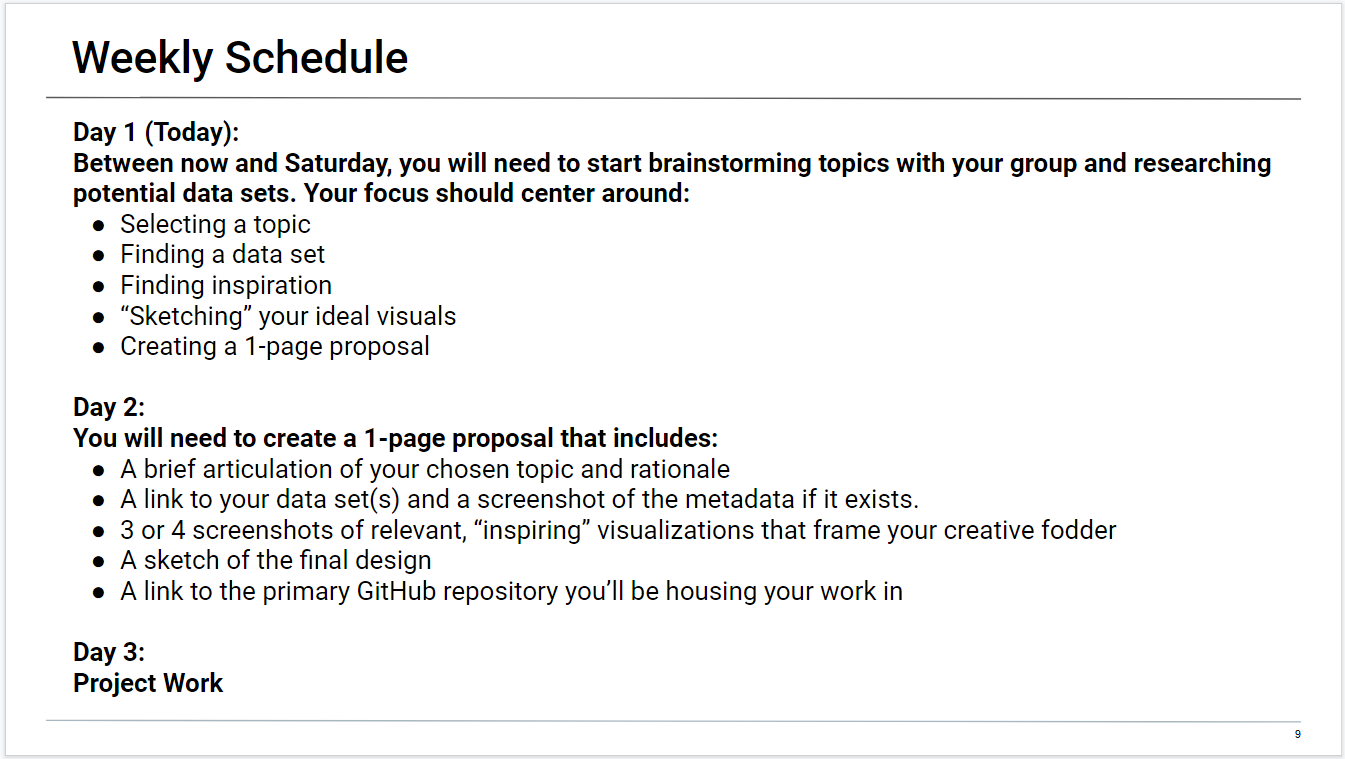 Weekly Schedule
Day 1 (Today):
Between now and Saturday, you will need to start brainstorming topics with your group and researching
potential data sets. Your focus should center around:
● Selecting a topic
● Finding a data set
● Finding inspiration
● “Sketching” your ideal visuals
● Creating a 1-page proposal
Day 2:
You will need to create a 1-page proposal that includes:
● A brief articulation of your chosen topic and rationale
● A link to your data set(s) and a screenshot of the metadata if it exists.
● 3 or 4 screenshots of relevant, “inspiring” visualizations that frame your creative fodder
● A sketch of the final design
● A link to the primary GitHub repository you’ll be housing your work in
Day 3:
Project Work
9